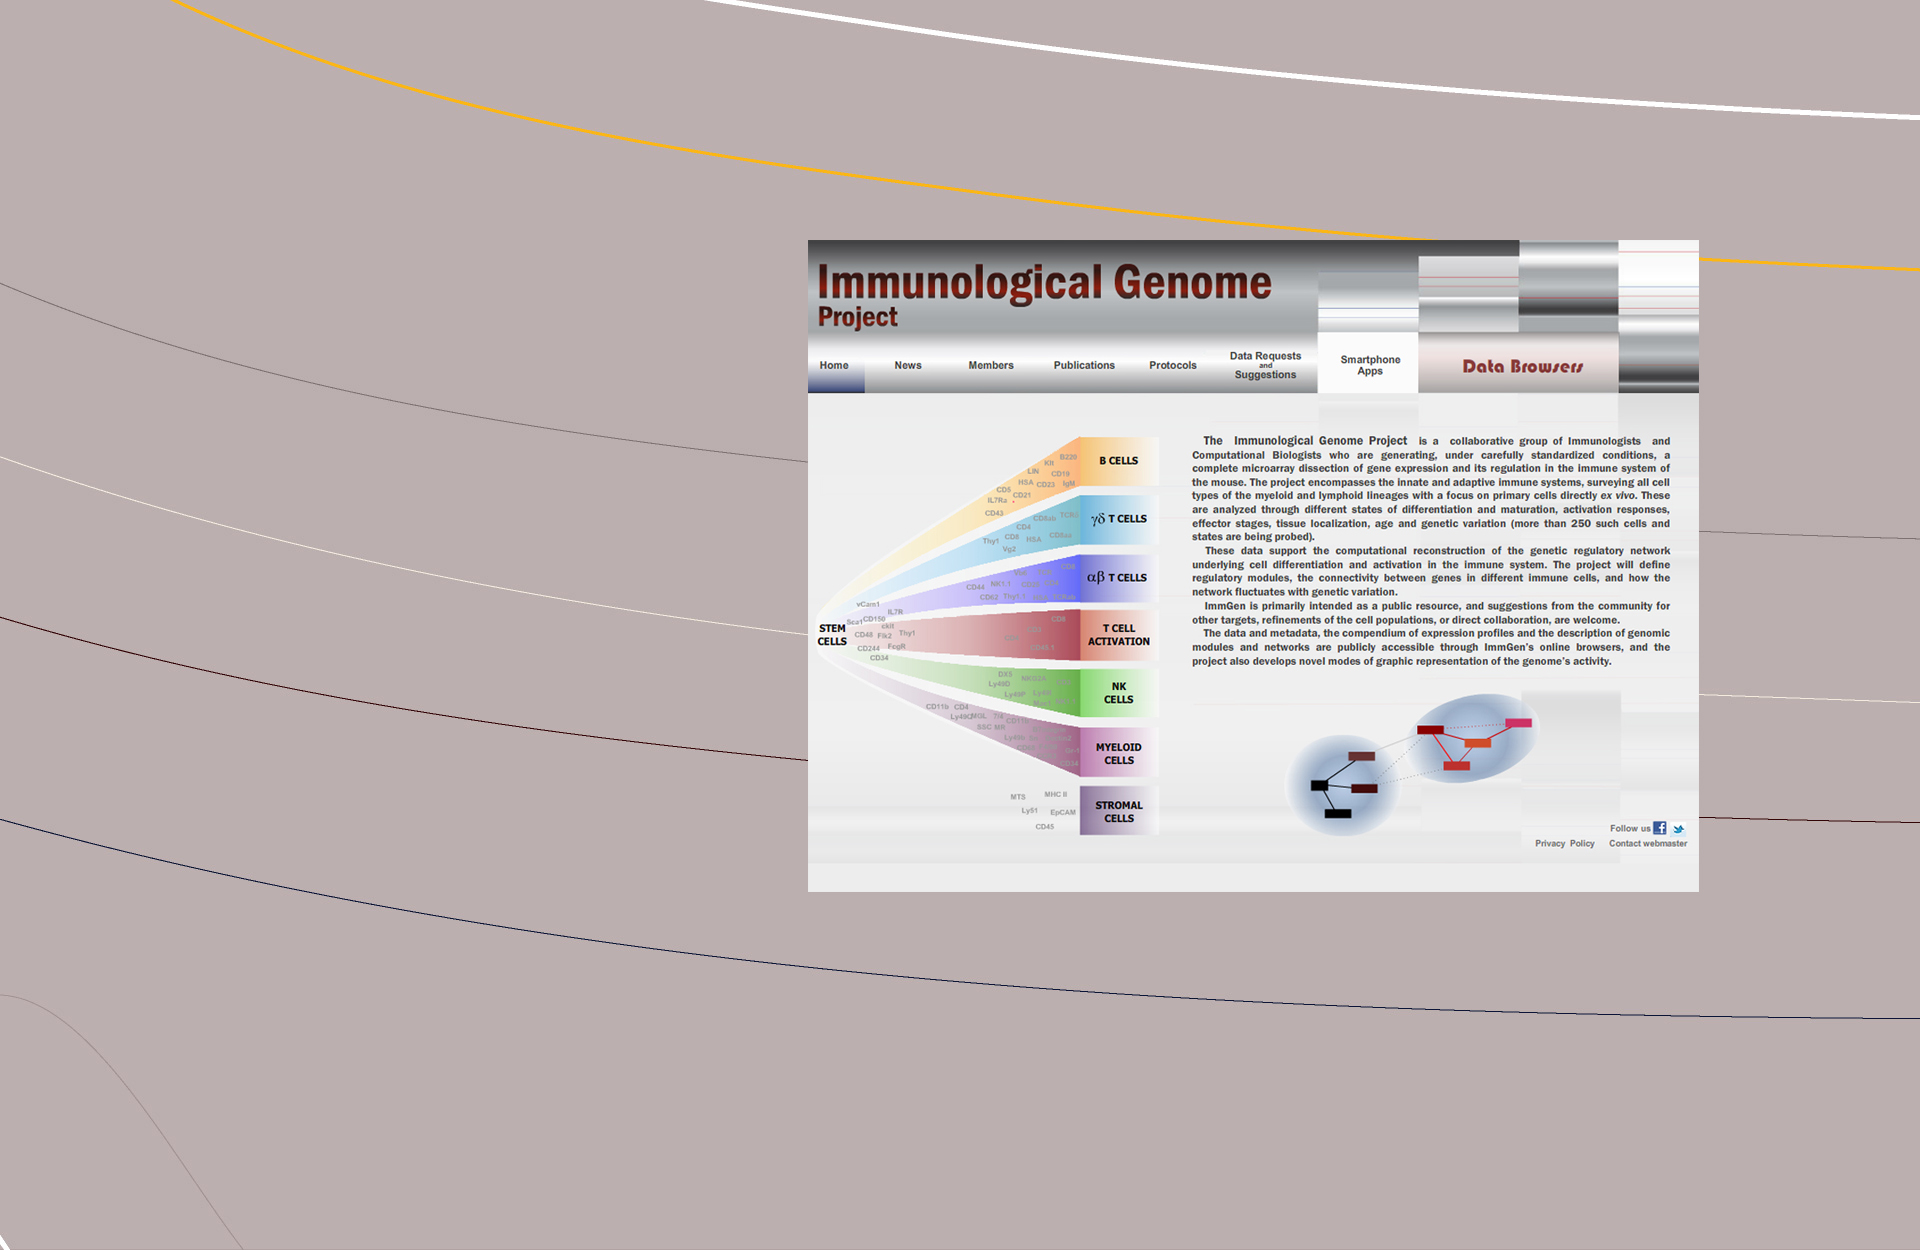 Immunological Genome
Project
Home
News
Members
Publications
Protocols
Data Requests
and
Suggestions
Smartphone
Apps
Data Browsers
B CELLS
γδ T CELLS
αβ T CELLS
T CELL
ACTIVATION
NK
CELLS
MYELOID
CELLS
STROMAL
CELLS
STEM
CELLS
B220
Kit
LIN
CD19
HSA
CD23
IgM
CD5
CD21
IL7Ra
CD43
CD8ab
CD4
CD8
HSA
CD8aa
Thy1
Vg2
CD8
CD44
NK1.1
CD62
Thy1.1
vCam1
IL7R
Sca1
CD150
ckit
CD48
Flk2
Thy1
CD244
FcgR
CD34
CD8
DX5
Ly49D
Ly49P
CD11b
CD4
Ly49Q
MGL
7/4
SSC
MR
MTS
MHC II
Ly51
EpCAM
CD45
The Immunological Genome Project is a collaborative group of Immunologists and
Computational Biologists who are generating, under carefully standardized conditions, a
complete microarray dissection of gene expression and its regulation in the immune system of
the mouse. The project encompasses the innate and adaptive immune systems, surveying all cell
types of the myeloid and lymphoid lineages with a focus on primary cells directly ex vivo. These
are analyzed through different states of differentiation and maturation, activation responses,
effector stages, tissue localization, age and genetic variation (more than 250 such cells and
states are being probed).
These data support the computational reconstruction of the genetic regulatory network
underlying cell differentiation and activation in the immune system. The project will define
regulatory modules, the connectivity between genes in different immune cells, and how the
network fluctuates with genetic variation.
ImmGen is primarily intended as a public resource, and suggestions from the community for
other targets, refinements of the cell populations, or direct collaboration, are welcome.
The data and metadata, the compendium of expression profiles and the description of genomic
modules and networks are publicly accessible through ImmGen's online browsers, and the
project also develops novel modes of graphic representation of the genome's activity.
Follow us
Privacy Policy
Contact webmaster